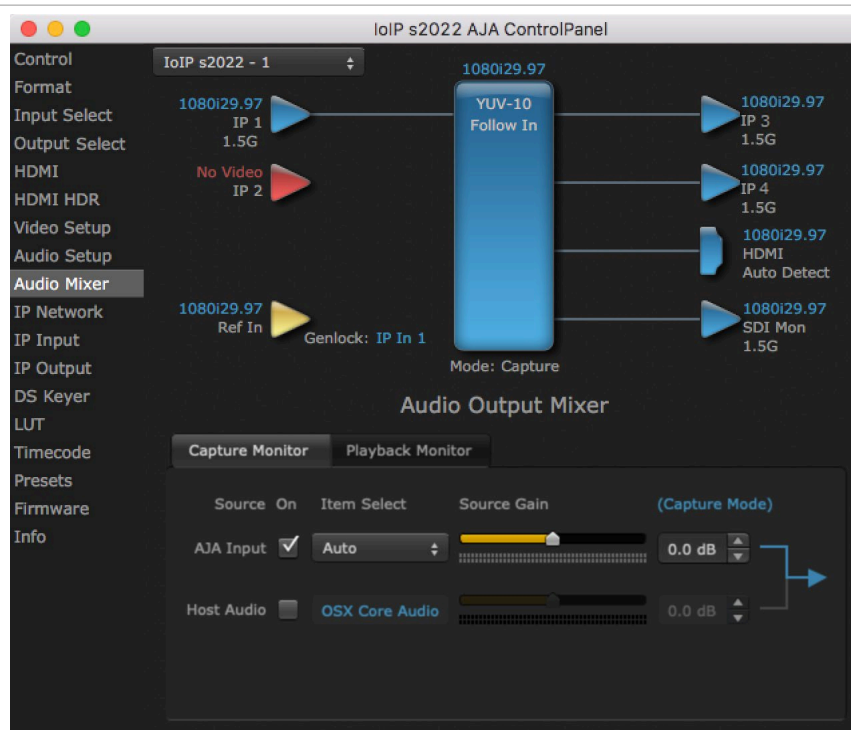 IoIP s2022 AJA ControlPanel
Control
Format
Input Select
Output Select
HDMI
HDMI HDR
Video Setup
Audio Setup
Audio Mixer
IP Network
IP Input
IP Output
DS Keyer
LUT
Timecode
Presets
Firmware
Info
IoIP s2022 - 1
1080i29.97
IP 1
1.5G
No Video
IP 2
1080i29.97
Ref In
Genlock: IP In 1
1080i29.97
YUV-10
Follow In
Mode: Capture
1080i29.97
IP 3
1.5G
1080i29.97
IP 4
1.5G
1080i29.97
HDMI
Auto Detect
1080i29.97
SDI Mon
1.5G
Audio Output Mixer
Capture Monitor Playback Monitor
Source On Item Select Source Gain (Capture Mode)
AJA Input Auto 0.0 dB
Host Audio OSX Core Audio 0.0 dB